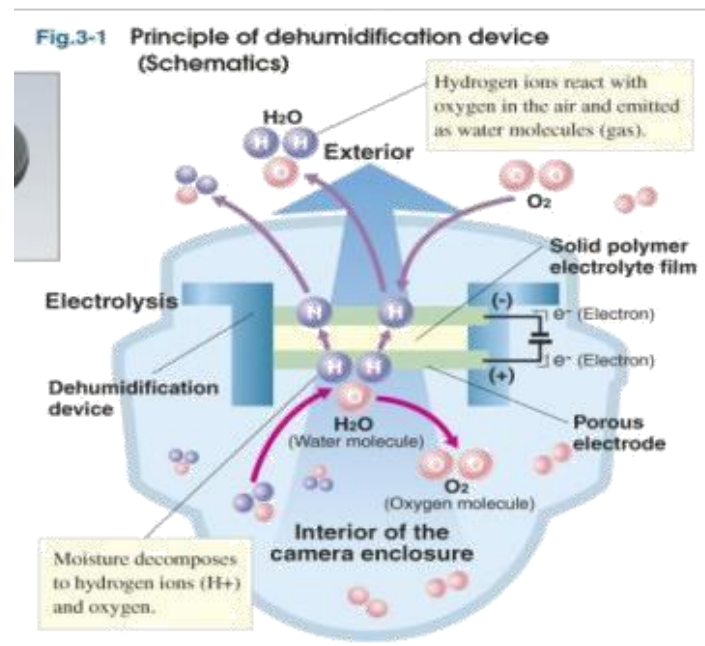 Fig.3-1 Principle of dehumidification device
(Schematics)
Hydrogen ions react with
oxygen in the air and emitted
as water molecules (gas).
H2O
H H
O
Exterior
O O
O2
Solid polymer
electrolyte film
Electrolysis
H
H
(-)
e- (Electron)
e- (Electron)
(+)
Dehumidification
device
H H
O
H2O
(Water molecule)
Porous
electrode
O O
O2
(Oxygen molecule)
Interior of the
camera enclosure
Moisture decomposes
to hydrogen ions (H+)
and oxygen.